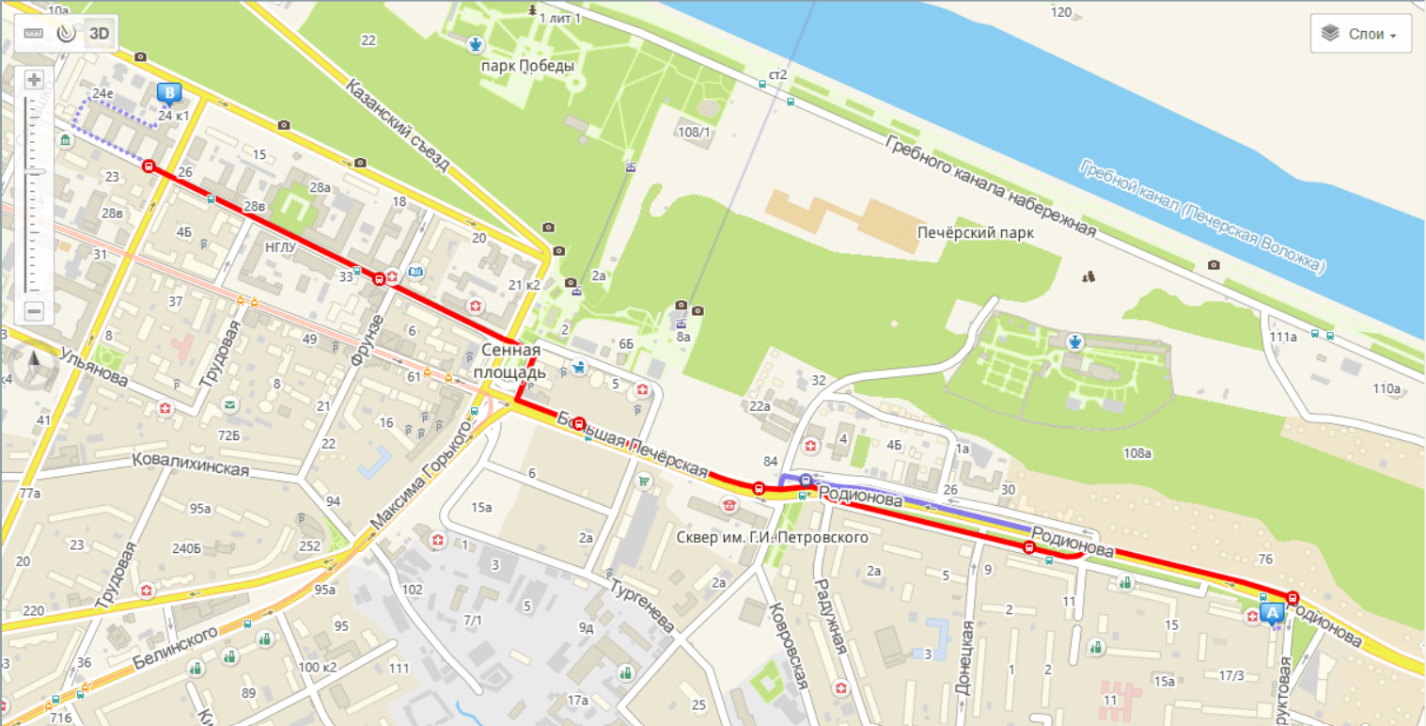 10а
1 лит 1
120
3D
22
Слои
парк Победы
ст2
24е
24 к1
Казанский съезд
108/1
Гребного канала набережная
15
Гребной канал (Печерская Воложка)
26
23
28а
28в
28в
18
4Б
Печёрский парк
НГЛУ
20
31
33
2а
21 к2
37
2
8а
6Б
111а
49
Фрунзе
6
8
Трудовая
Сенная
площадь
Ульянова
61
5
32
110а
8
41
21
22а
16
Большая Печёрская
72Б
22
4
4Б
1а
108а
Ковалихинская
Максима Горького
84
6
77а
94
Родионова
26
30
95а
15а
23
240Б
252
2а
Сквер им. Г.И. Петровского
Родионова
76
20
1
3
2а
2а
5
9
Трудовая
95а
102
Тургенева
Радужная
220
5
2
11
A
B
Родионова
7/1
9д
Ковровская
15
Белинского
95
3
36
100 к2
111
Донецкая
1
2
17/3
15а
89
17а
25
11
716